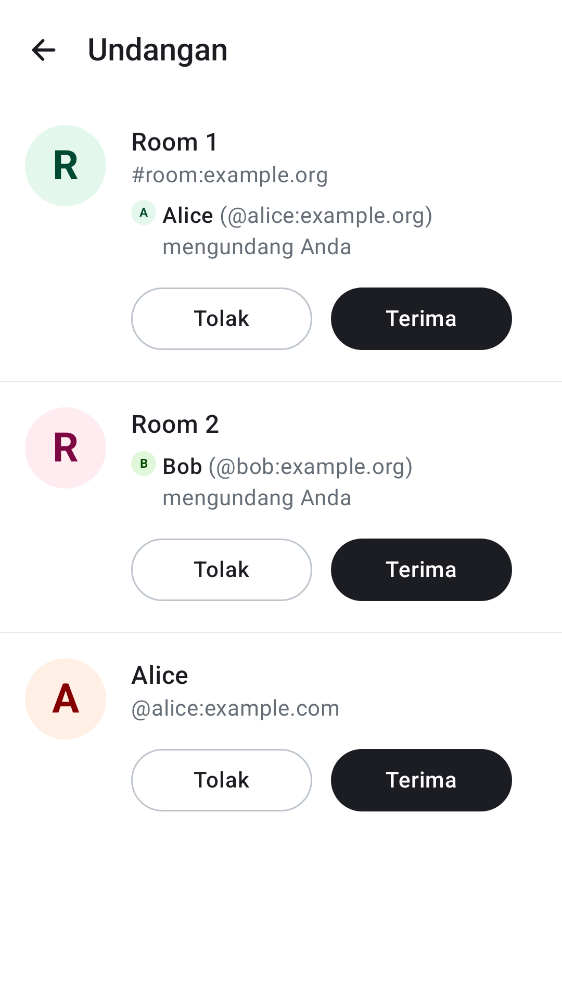 Undangan
R
Room 1
#room:example.org
A Alice (@alice:example.org)
mengundang Anda
Tolak
Terima
R
Room 2
B Bob (@bob:example.org)
mengundang Anda
Tolak
Terima
A
Alice
@alice:example.com
Tolak
Terima